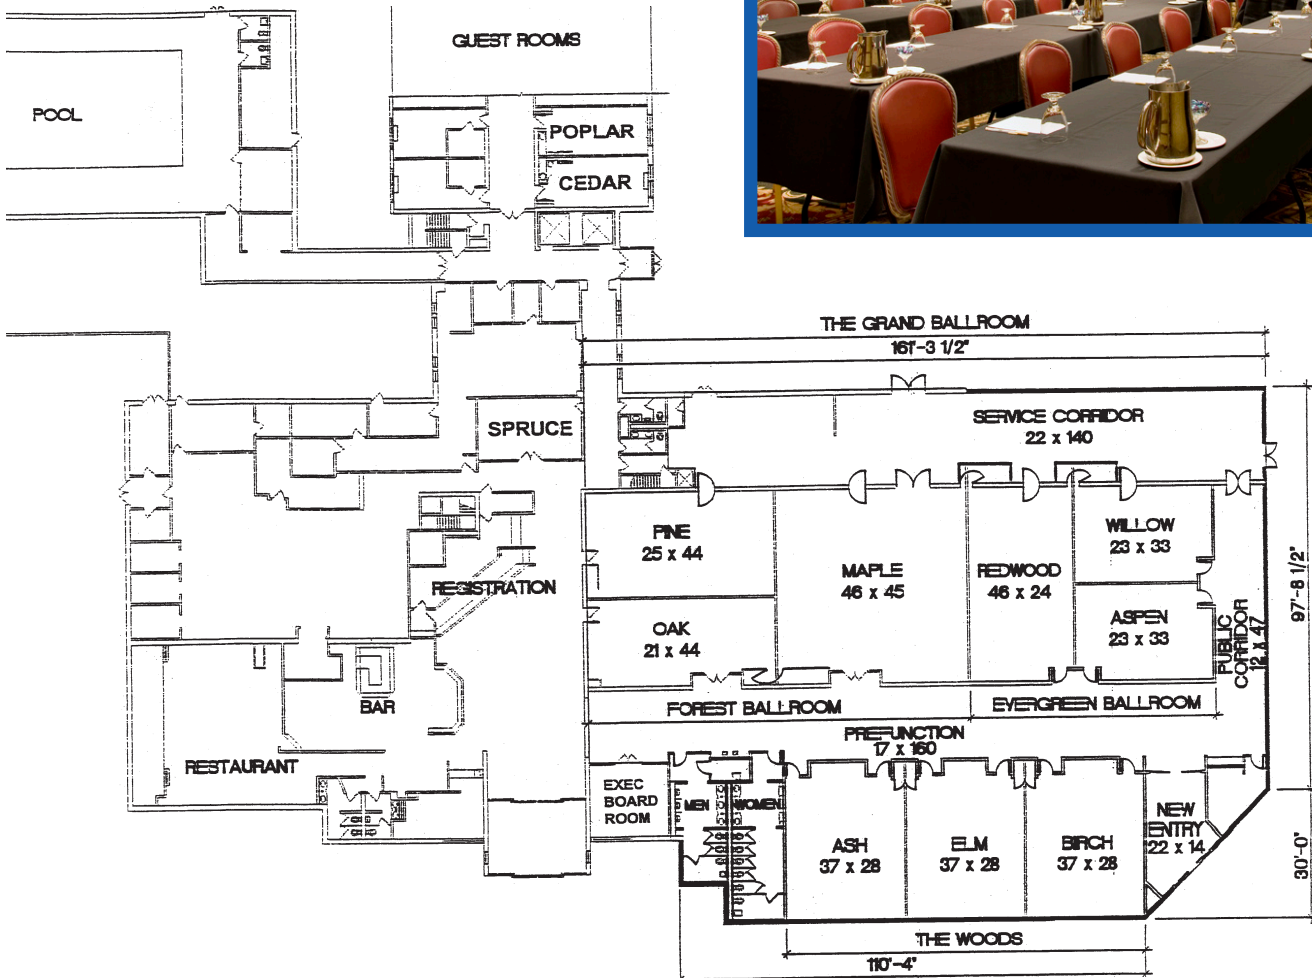 GUEST ROOMS
POOL
POPLAR
CEDAR
THE GRAND BALLROOM
161'-3 1/2"
SERVICE CORRIDOR
22 x 140
SPRUCE
PINE
25 x 44
MAPLE
46 x 45
REDWOOD
46 x 24
WILLOW
23 x 33
ASPEN
23 x 33
OAK
21 x 44
REGISTRATION
PUBLIC
CORRIDOR
12 x 47
97'-8 1/2"
BAR
FOREST BALLROOM
EVERGREEN BALLROOM
PREFUNCTION
17 x 160
RESTAURANT
EXEC
BOARD
ROOM
MEN
WOMEN
ASH
37 x 28
ELM
37 x 28
BIRCH
37 x 28
NEW
ENTRY
22 x 14
30'-0"
THE WOODS
110'-4"